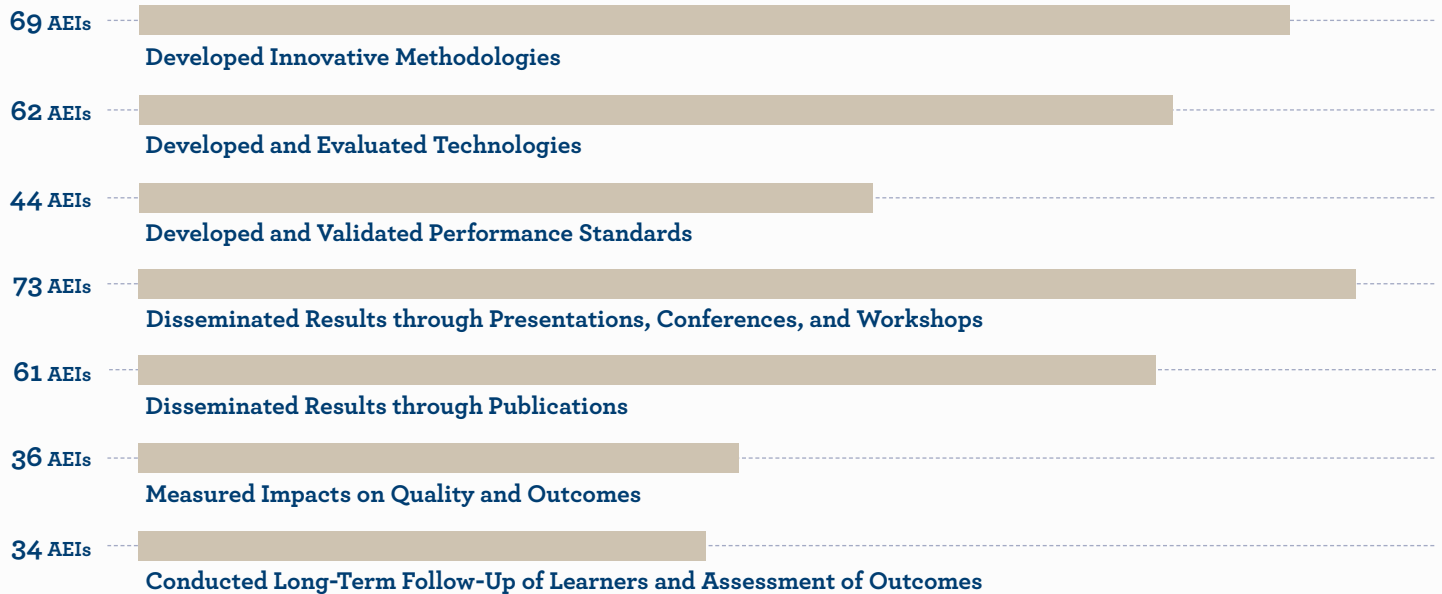 69 AEIs
Developed Innovative Methodologies
62 AEIs
Developed and Evaluated Technologies
44 AEIs
Developed and Validated Performance Standards
73 AEIs
Disseminated Results through Presentations, Conferences, and Workshops
61 AEIs
Disseminated Results through Publications
36 AEIs
Measured Impacts on Quality and Outcomes
34 AEIs
Conducted Long-Term Follow-Up of Learners and Assessment of Outcomes